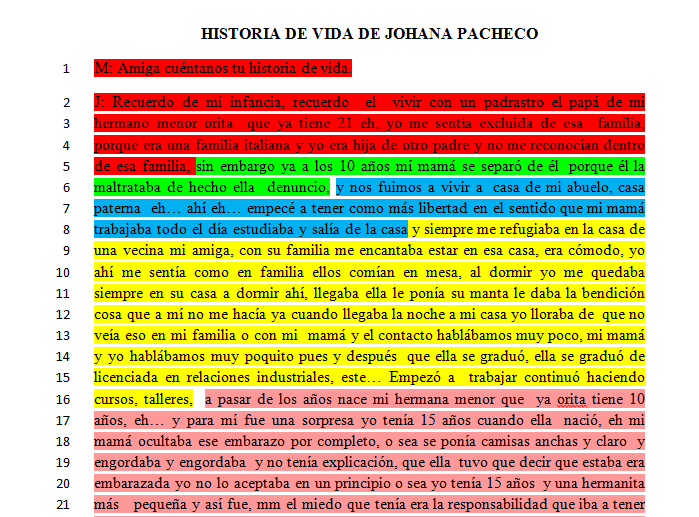 HISTORIA DE VIDA DE JOHANA PACHECO
1 M: Amiga cuéntanos tu historia de vida.
2 J: Recuerdo de mi infancia, recuerdo el vivir con un padrastro el papá de mi
3 hermano menor orita que ya tiene 21 eh, yo me sentía excluida de esa familia,
4 porque era una familia italiana y yo era hija de otro padre y no me reconocían dentro
5 de esa familia, sin embargo ya a los 10 años mí mamá se separó de él porque él la
6 maltrataba de hecho ella denuncio, y nos fuimos a vivir a casa de mi abuelo, casa
7 paterna eh… ahí eh… empecé a tener como más libertad en el sentido que mi mamá
8 trabajaba todo el día estudiaba y salía de la casa y siempre me refugiaba en la casa de
9 una vecina mi amiga, con su familia me encantaba estar en esa casa, era cómodo, yo
10 ahí me sentía como en familia ellos comían en mesa, al dormir yo me quedaba
11 siempre en su casa a dormir ahí, llegaba ella le ponía su manta le daba la bendición
12 cosa que a mí no me hacía ya cuando llegaba la noche a mi casa yo lloraba de que no
13 veía eso en mi familia o con mi mamá y el contacto hablábamos muy poco, mi mamá
14 y yo hablábamos muy poquito pues y después que ella se graduó, ella se graduó de
15 licenciada en relaciones industriales, este… Empezó a trabajar continuó haciendo
16 cursos, talleres, a pasar de los años nace mi hermana menor que ya orita tiene 10
17 años, eh… y para mí fue una sorpresa yo tenía 15 años cuando ella nació, eh mi
18 mamá ocultaba ese embarazo por completo, o sea se ponía camisas anchas y claro y
19 engordaba y engordaba y no tenía explicación, que ella tuvo que decir que estaba era
20 embarazada yo no lo aceptaba en un principio o sea yo tenía 15 años y una hermanita
21 más pequeña y así fue, mm el miedo que tenía era la responsabilidad que iba a tener